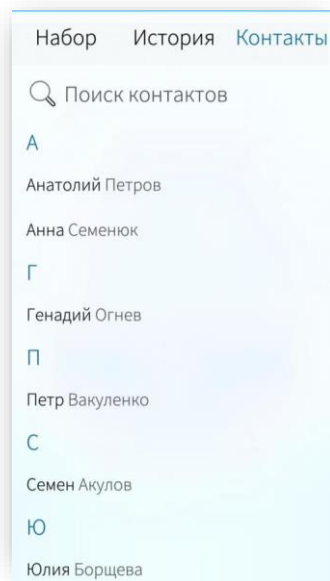 Набор История Контакты
Поиск контактов
А
Анатолий Петров
Анна Семенюк
Г
Генадий Огнев
П
Петр Вакуленко
С
Семен Акулов
Ю
Юлия Борщева